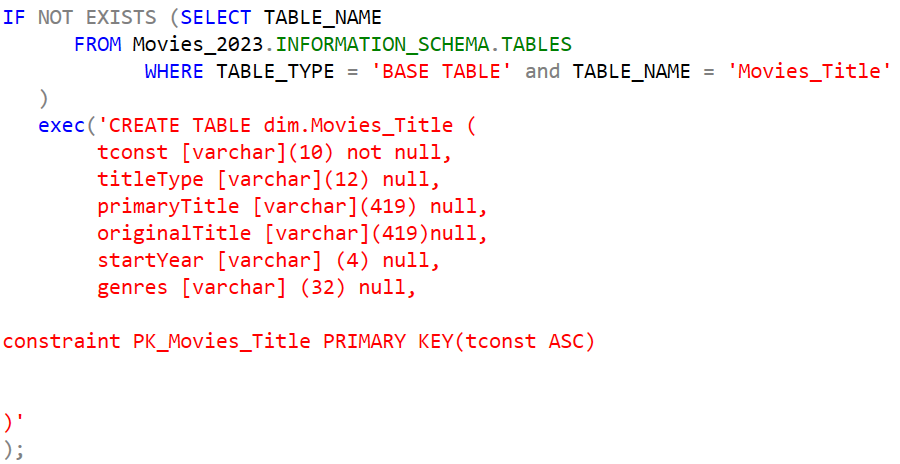 IF NOT EXISTS (SELECT TABLE_NAME
FROM Movies_2023.INFORMATION_SCHEMA.TABLES
WHERE TABLE_TYPE = 'BASE TABLE' and TABLE_NAME = 'Movies_Title'
)
exec('CREATE TABLE dim.Movies_Title (
tconst [varchar](10) not null,
titleType [varchar](12) null,
primaryTitle [varchar](419) null,
originalTitle [varchar](419)null,
startYear [varchar] (4) null,
genres [varchar] (32) null,
constraint PK_Movies_Title PRIMARY KEY(tconst ASC)
)'
);